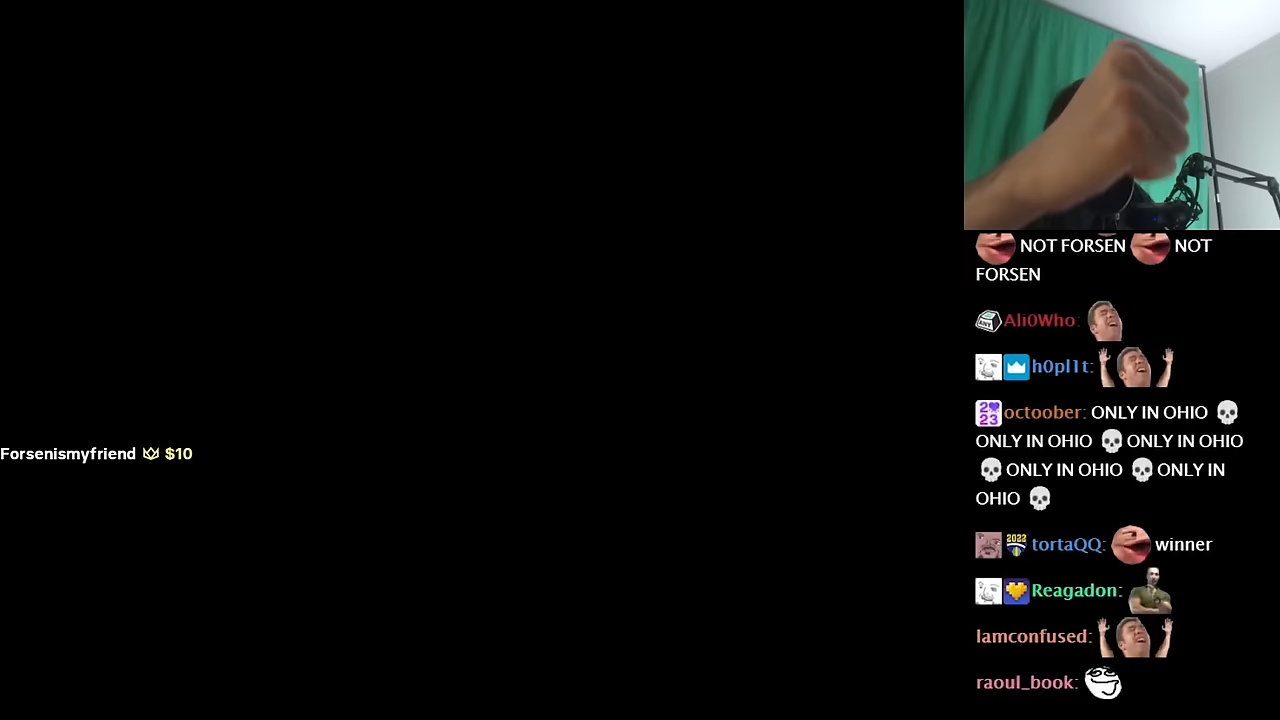 Forsenismyfriend $10
NOT FORSEN NOT
FORSEN
Ali0Who:
h0pl1t:
octoober: ONLY IN OHIO
ONLY IN OHIO ONLY IN OHIO
ONLY IN OHIO ONLY IN
OHIO
2022
tortaQQ: winner
Reagadon:
Iamconfused:
raoul_book: